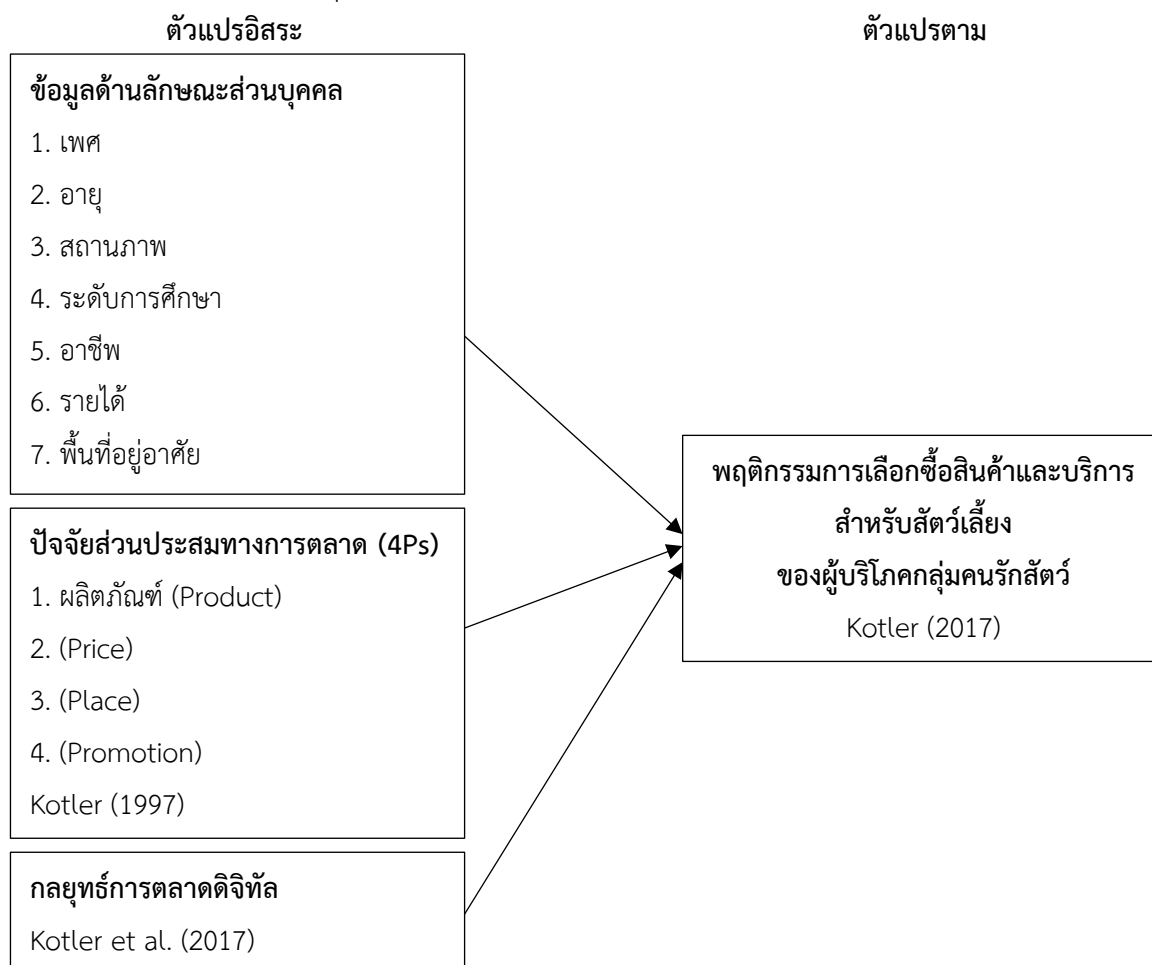 ตัวแปรอิสระ
ตัวแปรตาม
ข้อมูลด้านลักษณะส่วนบุคคล
1. เพศ
2. อายุ
3. สถานภาพ
4. ระดับการศึกษา
5. อาชีพ
6. รายได้
7. พื้นที่อยู่อาศัย
ปัจจัยส่วนประสมทางการตลาด (4Ps)
1. ผลิตภัณฑ์ (Product)
2. (Price)
3. (Place)
4. (Promotion)
Kotler (1997)
กลยุทธ์การตลาดดิจิทัล
Kotler et al. (2017)
พฤติกรรมการเลือกซื้อสินค้าและบริการ
สำหรับสัตว์เลี้ยง
ของผู้บริโภคกลุ่มคนรักสัตว์
Kotler (2017)